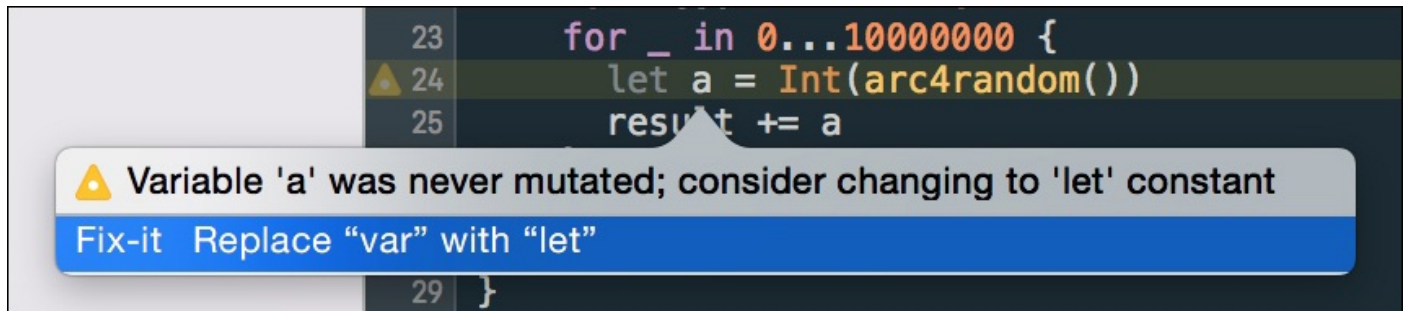 23 for _ in 0...10000000 {
24 let a = Int(arc4random())
25 result += a
Variable 'a' was never mutated; consider changing to 'let' constant
Fix-it Replace “var” with “let”
29 }